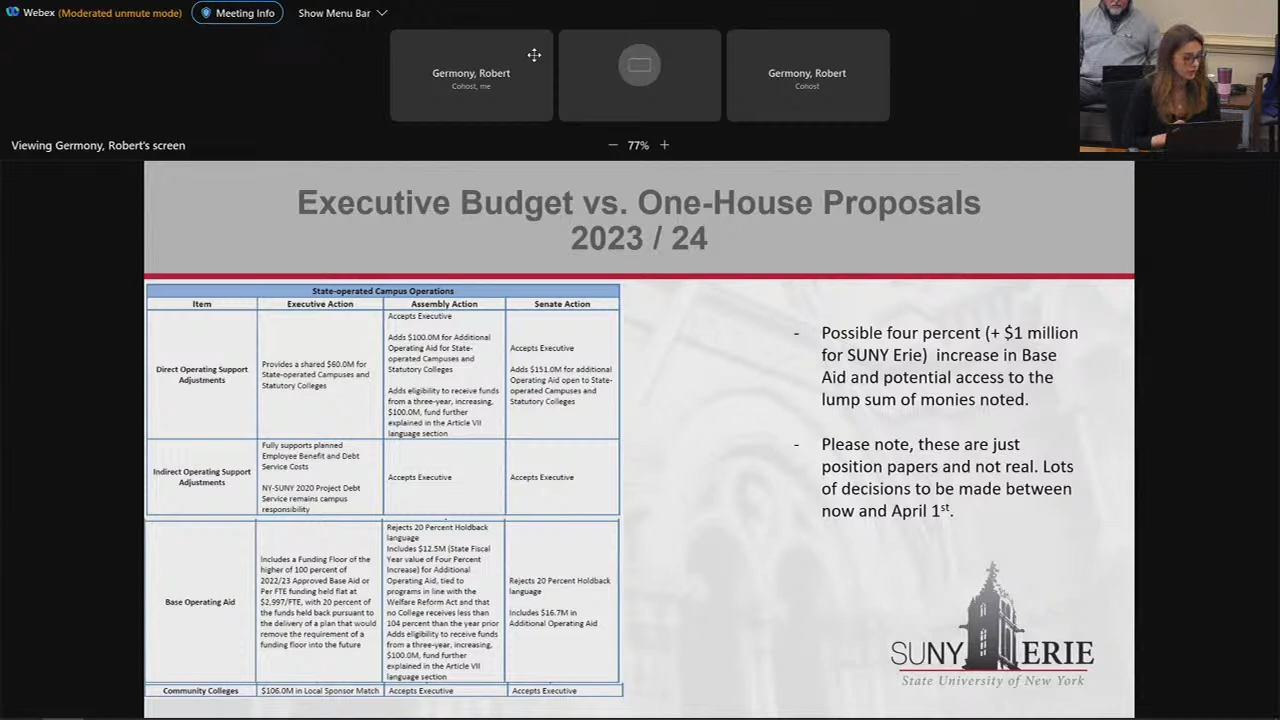 Webex (Moderated unmute mode) Meeting Info Show Menu Bar
Germony, Robert
Cohost, me
Germony, Robert
Cohost
Viewing Germony, Robert's screen
77%
Executive Budget vs. One-House Proposals
2023 / 24
State-operated Campus Operations
Item Executive Action Assembly Action Senate Action
Direct Operating Support
Adjustments
Provides a shared $60.0M for
State-operated Campuses and
Statutory Colleges
Accepts Executive
Adds $100.0M for Additional
Operating Aid for State-
operated Campuses and
Statutory Colleges
Adds eligibility to receive funds
from a three-year, increasing,
$100.0M, fund further
explained in the Article VII
language section
Accepts Executive
Adds $151.0M for additional
Operating Aid open to State-
operated Campuses and
Statutory Colleges
Indirect Operating Support
Adjustments
Fully supports planned
Employee Benefit and Debt
Service Costs
NY-SUNY 2020 Project Debt
Service remains campus
responsibility
Accepts Executive
Accepts Executive
Base Operating Aid
Includes a Funding Floor of the
higher of 100 percent of
2022/23 Approved Base Aid or
Per FTE funding held flat at
$2,997/FTE, with 20 percent of
the funds held back pursuant to
the delivery of a plan that would
remove the requirement of a
funding floor into the future
Rejects 20 Percent Holdback
language
Includes $12.5M (State Fiscal
Year value of Four Percent
Increase) for Additional
Operating Aid, tied to
programs in line with the
Welfare Reform Act and that
no College receives less than
104 percent than the year prior
Adds eligibility to receive funds
from a three-year, increasing,
$100.0M, fund further
explained in the Article VII
language section
Rejects 20 Percent Holdback
language
Includes $16.7M in
Additional Operating Aid
Community Colleges $106.0M in Local Sponsor Match Accepts Executive Accepts Executive
- Possible four percent (+ $1 million
for SUNY Erie) increase in Base
Aid and potential access to the
lump sum of monies noted.
- Please note, these are just
position papers and not real. Lots
of decisions to be made between
now and April 1st.
SUNY ERIE
State University of New York